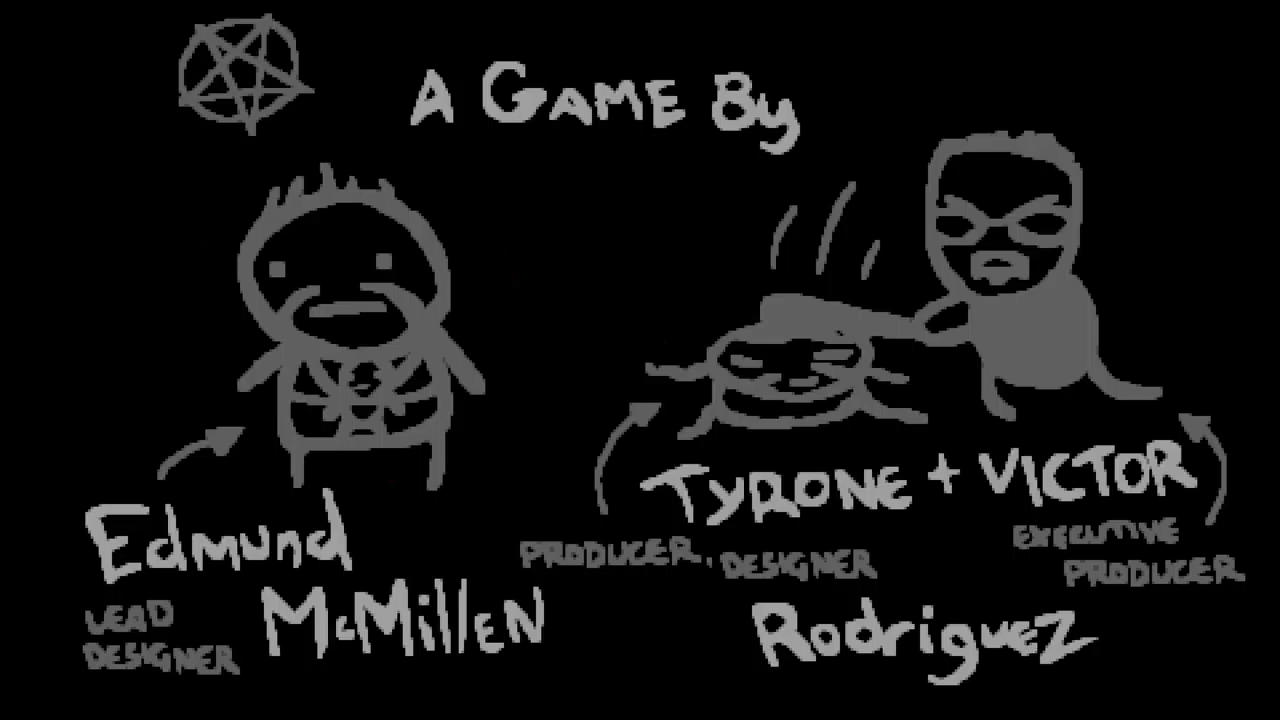 A GAME By
Edmund
McMillEN
LEAD
DESIGNER
TYRONE + VICTOR
PRODUCER, DESIGNER
EXECUTIVE
PRODUCER
RodriguEZ